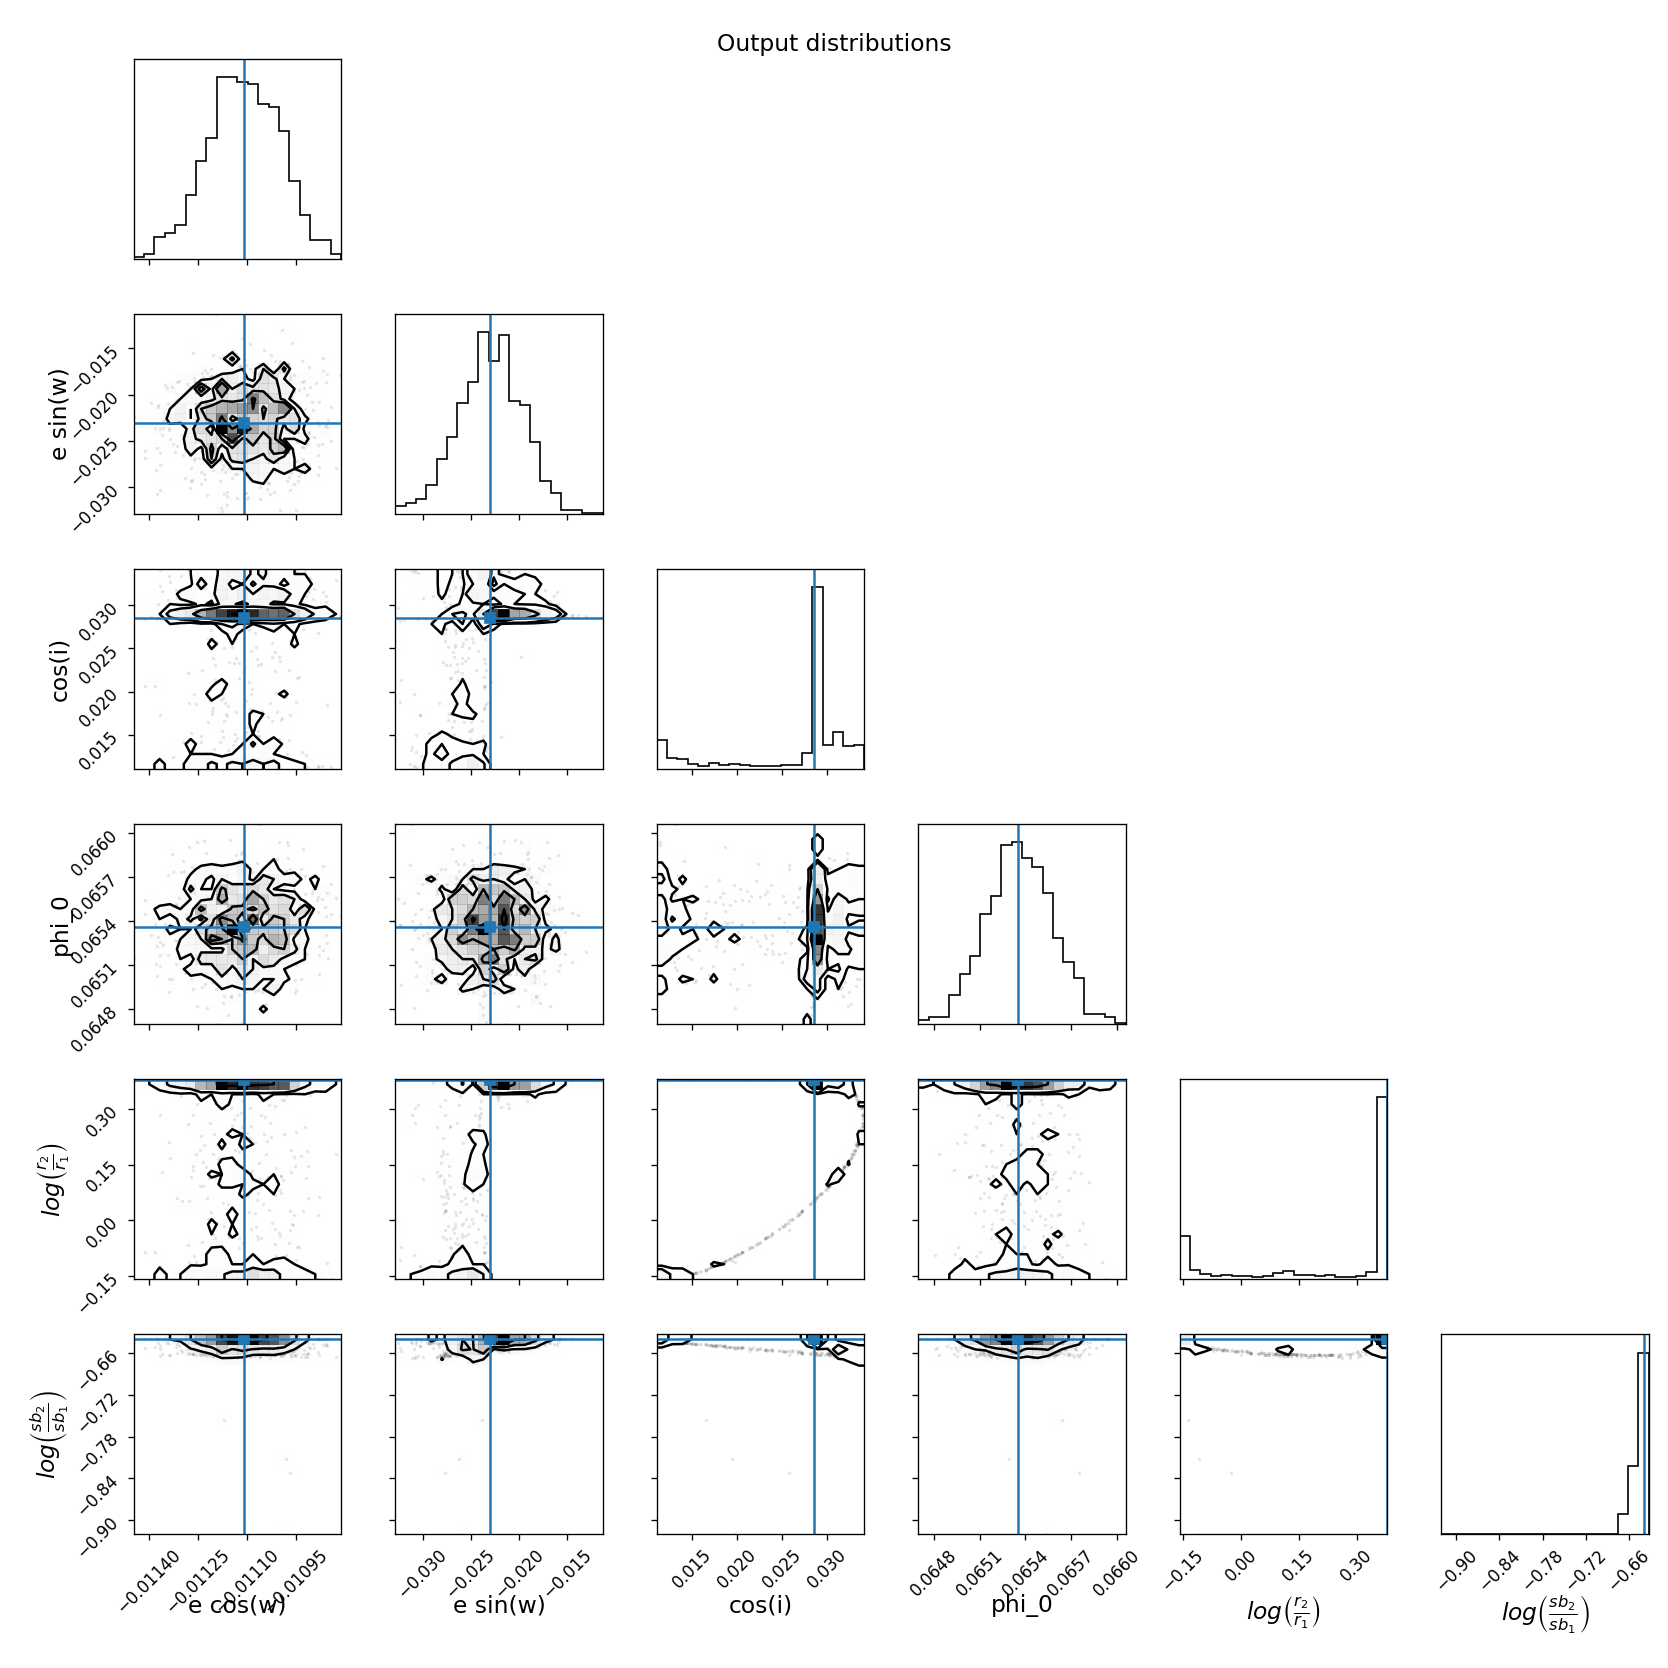 Output distributions
e sin(w)
−0.015
−0.020
−0.025
−0.030
cos(i)
0.030
0.025
0.020
0.015
phi_0
0.0660
0.0657
0.0654
0.0651
0.0648
log(r2/r1)
0.30
0.15
0.00
−0.15
log(sb2/sb1)
−0.66
−0.72
−0.78
−0.84
−0.90
−0.01140 −0.01125 −0.01110 −0.01095
−0.030 −0.025 −0.020 −0.015
0.015 0.020 0.025 0.030
0.0648 0.0651 0.0654 0.0657 0.0660
−0.15 0.00 0.15 0.30
−0.90 −0.84 −0.78 −0.72 −0.66
e cos(w) e sin(w) cos(i) phi_0 log(r2/r1) log(sb2/sb1)